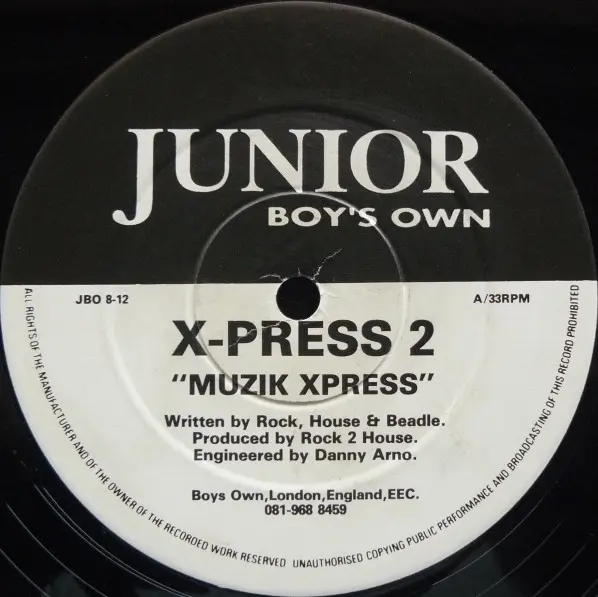 JUNIOR
BOY'S OWN
JBO 8-12
A/33RPM
X-PRESS 2
"MUZIK XPRESS"
Written by Rock, House & Beadle.
Produced by Rock 2 House.
Engineered by Danny Arno.
Boys Own,London,England,EEC.
081-968 8459
ALL RIGHTS OF THE MANUFACTURER AND OF THE OWNER OF THE RECORDED WORK RESERVED UNAUTHORISED COPYING PUBLIC PERFORMANCE AND BROADCASTING OF THIS RECORD PROHIBITED